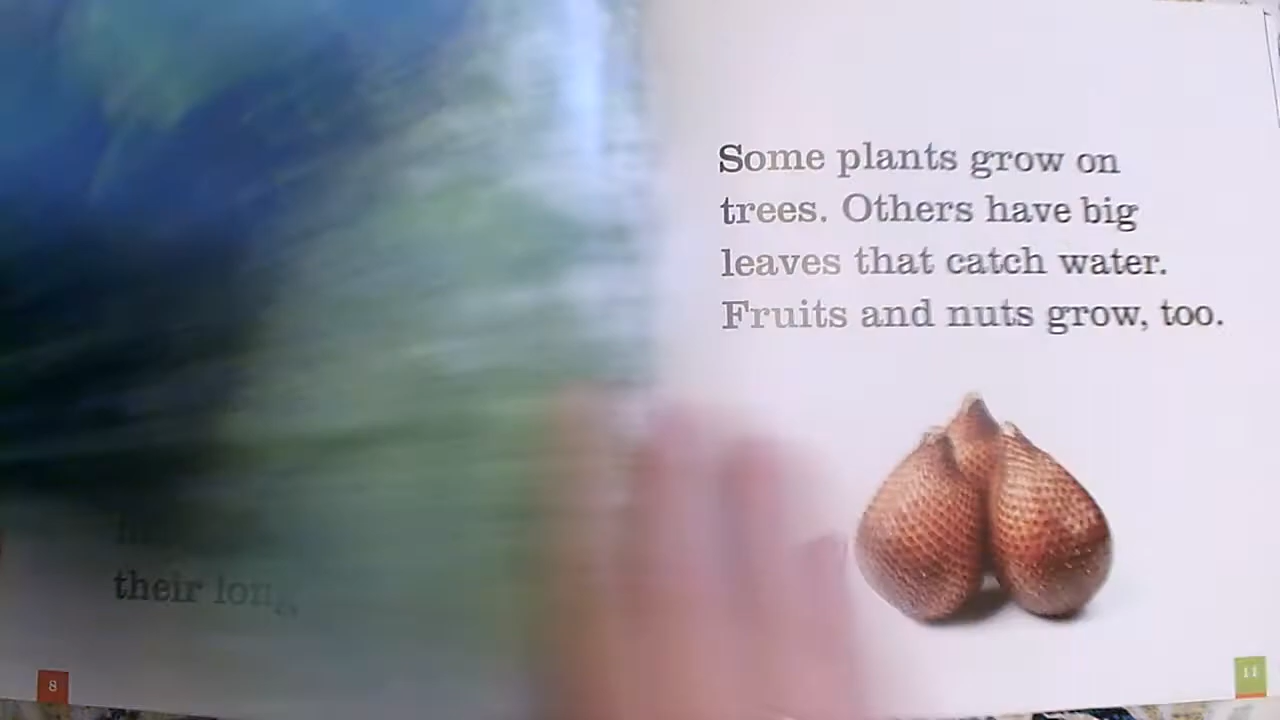 their
8
Some plants grow on
trees. Others have big
leaves that catch water.
Fruits and nuts grow, too.
11